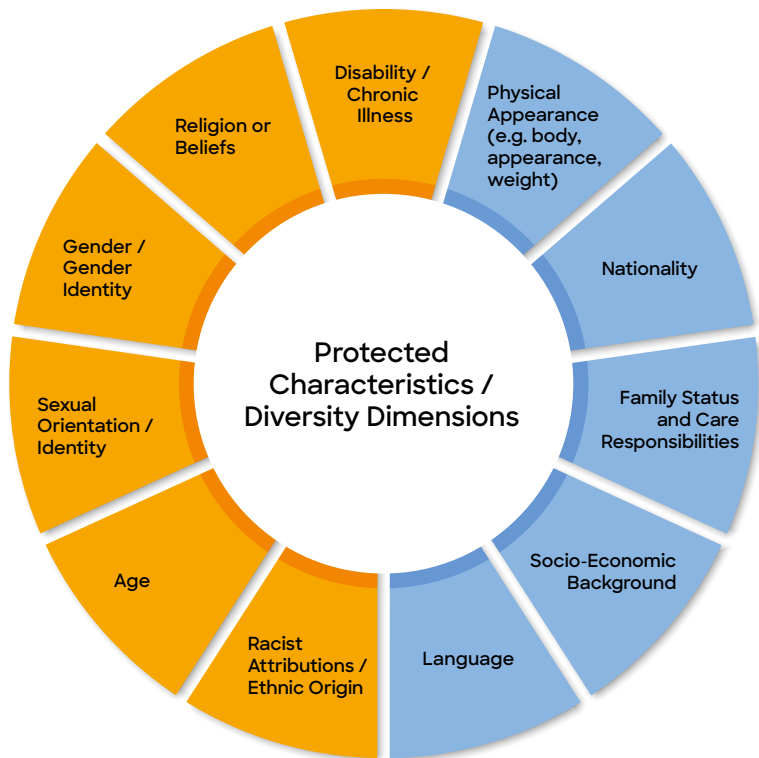 Protected
Characteristics /
Diversity Dimensions
Disability /
Chronic
Illness
Physical
Appearance
(e.g. body,
appearance,
weight)
Nationality
Family Status
and Care
Responsibilities
Socio-Economic
Background
Language
Racist
Attributions /
Ethnic Origin
Age
Sexual
Orientation /
Identity
Gender /
Gender
Identity
Religion or
Beliefs